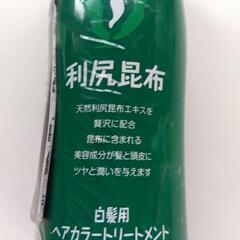 利尻昆布
天然利尻昆布エキスを
贅沢に配合
昆布に含まれる
美容成分が髪と頭皮に
ツヤと潤いを与えます
白髪用
ヘアカラートリートメント